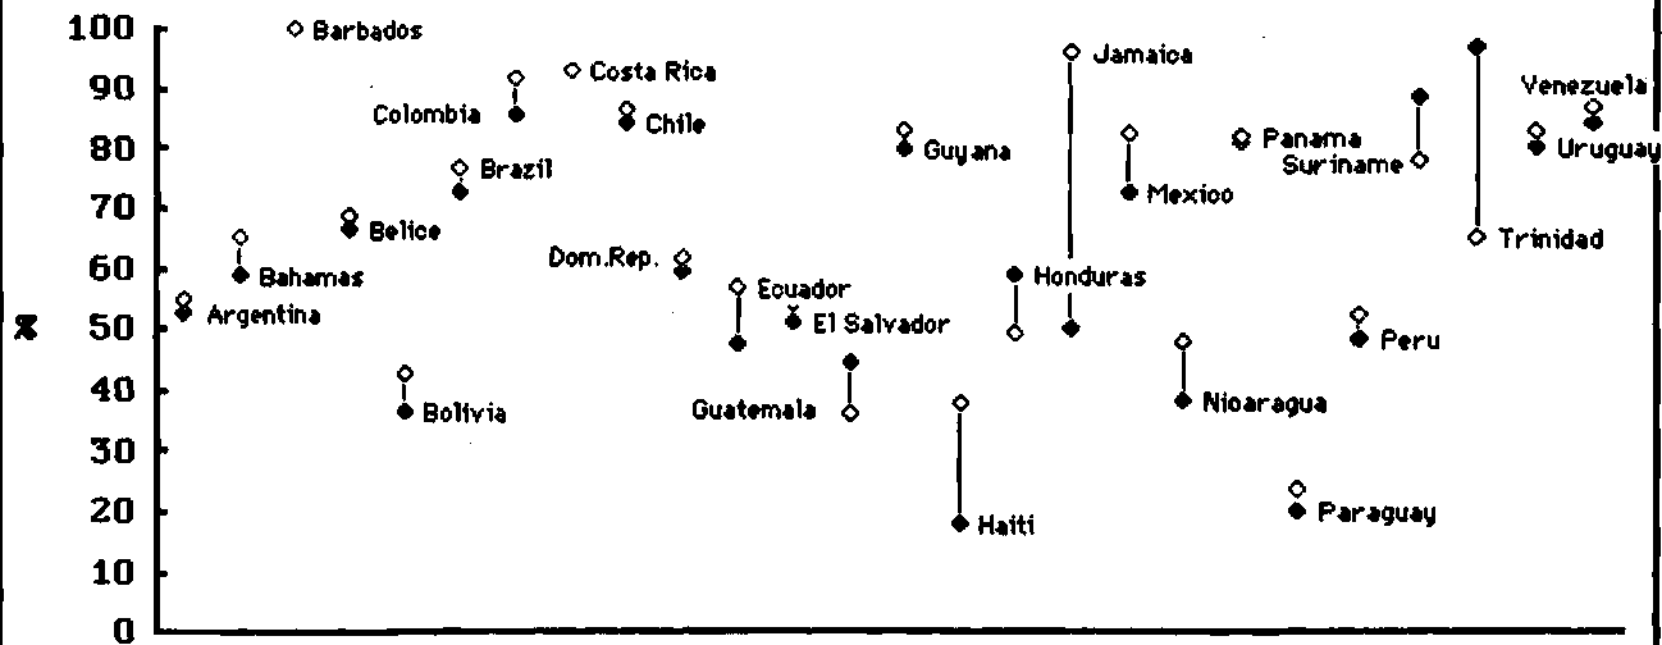 100
Barbados
Jamaica
90
Costa Rica
Venezuela
Colombia
Chile
80
Guyana
Panama
Suriname
Uruguay
Brazil
70
Mexico
Belice
Trinidad
60
Dom.Rep.
Bahamas
Honduras
Ecuador
50
%
Argentina
El Salvador
Peru
40
Bolivia
Guatemala
Nicaragua
30
20
Haiti
Paraguay
10
0